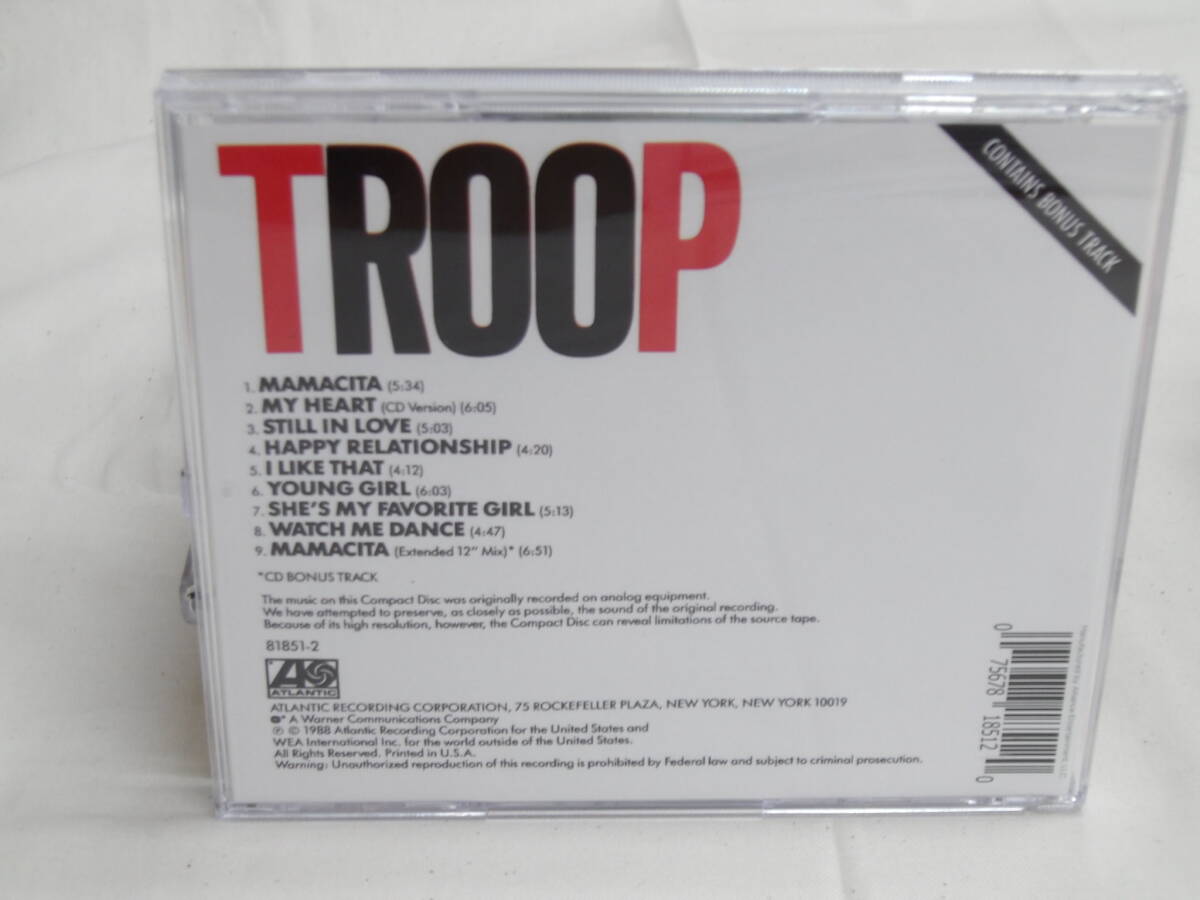 TROOP
CONTAINS BONUS TRACK
1. MAMACITA (5:34)
2. MY HEART (CD Version) (6:05)
3. STILL IN LOVE (5:03)
4. HAPPY RELATIONSHIP (4:20)
5. I LIKE THAT (4:12)
6. YOUNG GIRL (6:03)
7. SHE'S MY FAVORITE GIRL (5:13)
8. WATCH ME DANCE (4:47)
9. MAMACITA (Extended 12" Mix)* (6:51)
*CD BONUS TRACK
The music on this Compact Disc was originally recorded on analog equipment.
We have attempted to preserve, as closely as possible, the sound of the original recording.
Because of its high resolution, however, the Compact Disc can reveal limitations of the source tape.
81851-2
ATLANTIC
ATLANTIC RECORDING CORPORATION, 75 ROCKEFELLER PLAZA, NEW YORK, NEW YORK 10019
* A Warner Communications Company
℗ © 1988 Atlantic Recording Corporation for the United States and
WEA International Inc. for the world outside of the United States.
All Rights Reserved. Printed in U.S.A.
Warning: Unauthorized reproduction of this recording is prohibited by Federal law and subject to criminal prosecution.
0 75678 18512 0